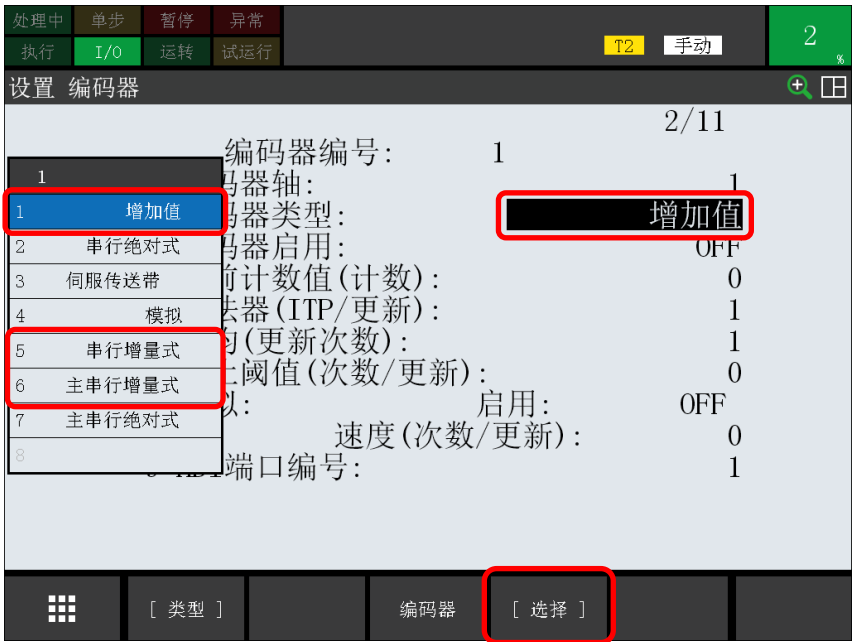 处理中 单步 暂停 异常
执行 I/O 运转 试运行
T2 手动
2
%
设置 编码器
2/11
编码器编号: 1
码器轴: 1
码器类型: 增加值
码器启用: OFF
前计数值(计数): 0
法器(ITP/更新): 1
匀(更新次数): 1
止阈值(次数/更新): 0
拟: 启用: OFF
速度(次数/更新): 0
端口编号: 1
1
1 增加值
2 串行绝对式
3 伺服传送带
4 模拟
5 串行增量式
6 主串行增量式
7 主串行绝对式
8
[ 类型 ] 编码器 [ 选择 ]